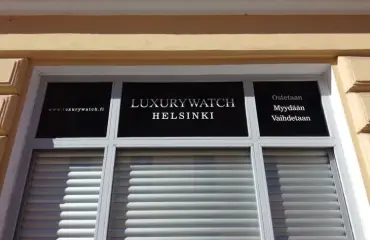 www.luxurywatch.fi
LUXURYWATCH
HELSINKI
Ostetaan
Myydään
Vaihdetaan